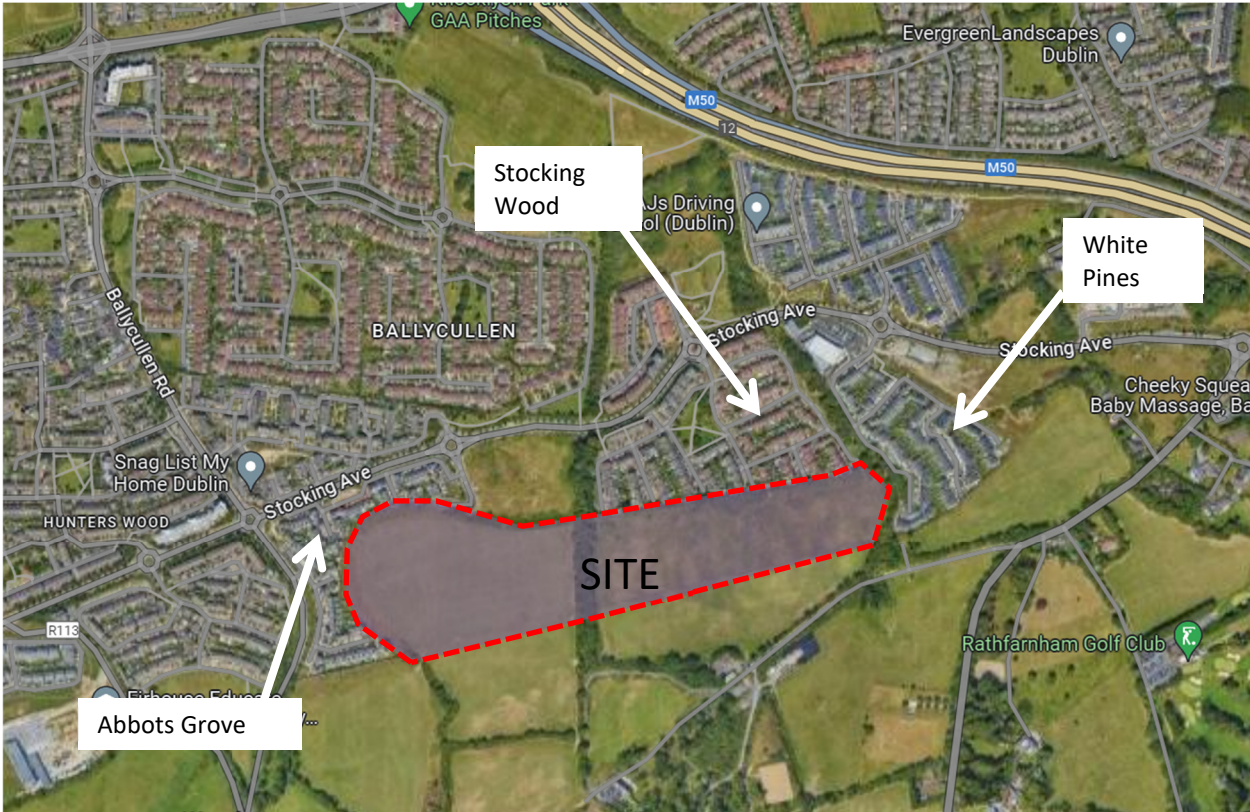 GAA Pitches
EvergreenLandscapes
Dublin
M50
12
M50
Stocking
Wood
AJs Driving
ol (Dublin)
White
Pines
Ballycullen Rd
BALLYCULLEN
Stocking Ave
Stocking Ave
Cheeky Squea
Baby Massage, Ba
Snag List My
Home Dublin
Stocking Ave
HUNTERS WOOD
SITE
R113
Rathfarnham Golf Club
Abbots Grove